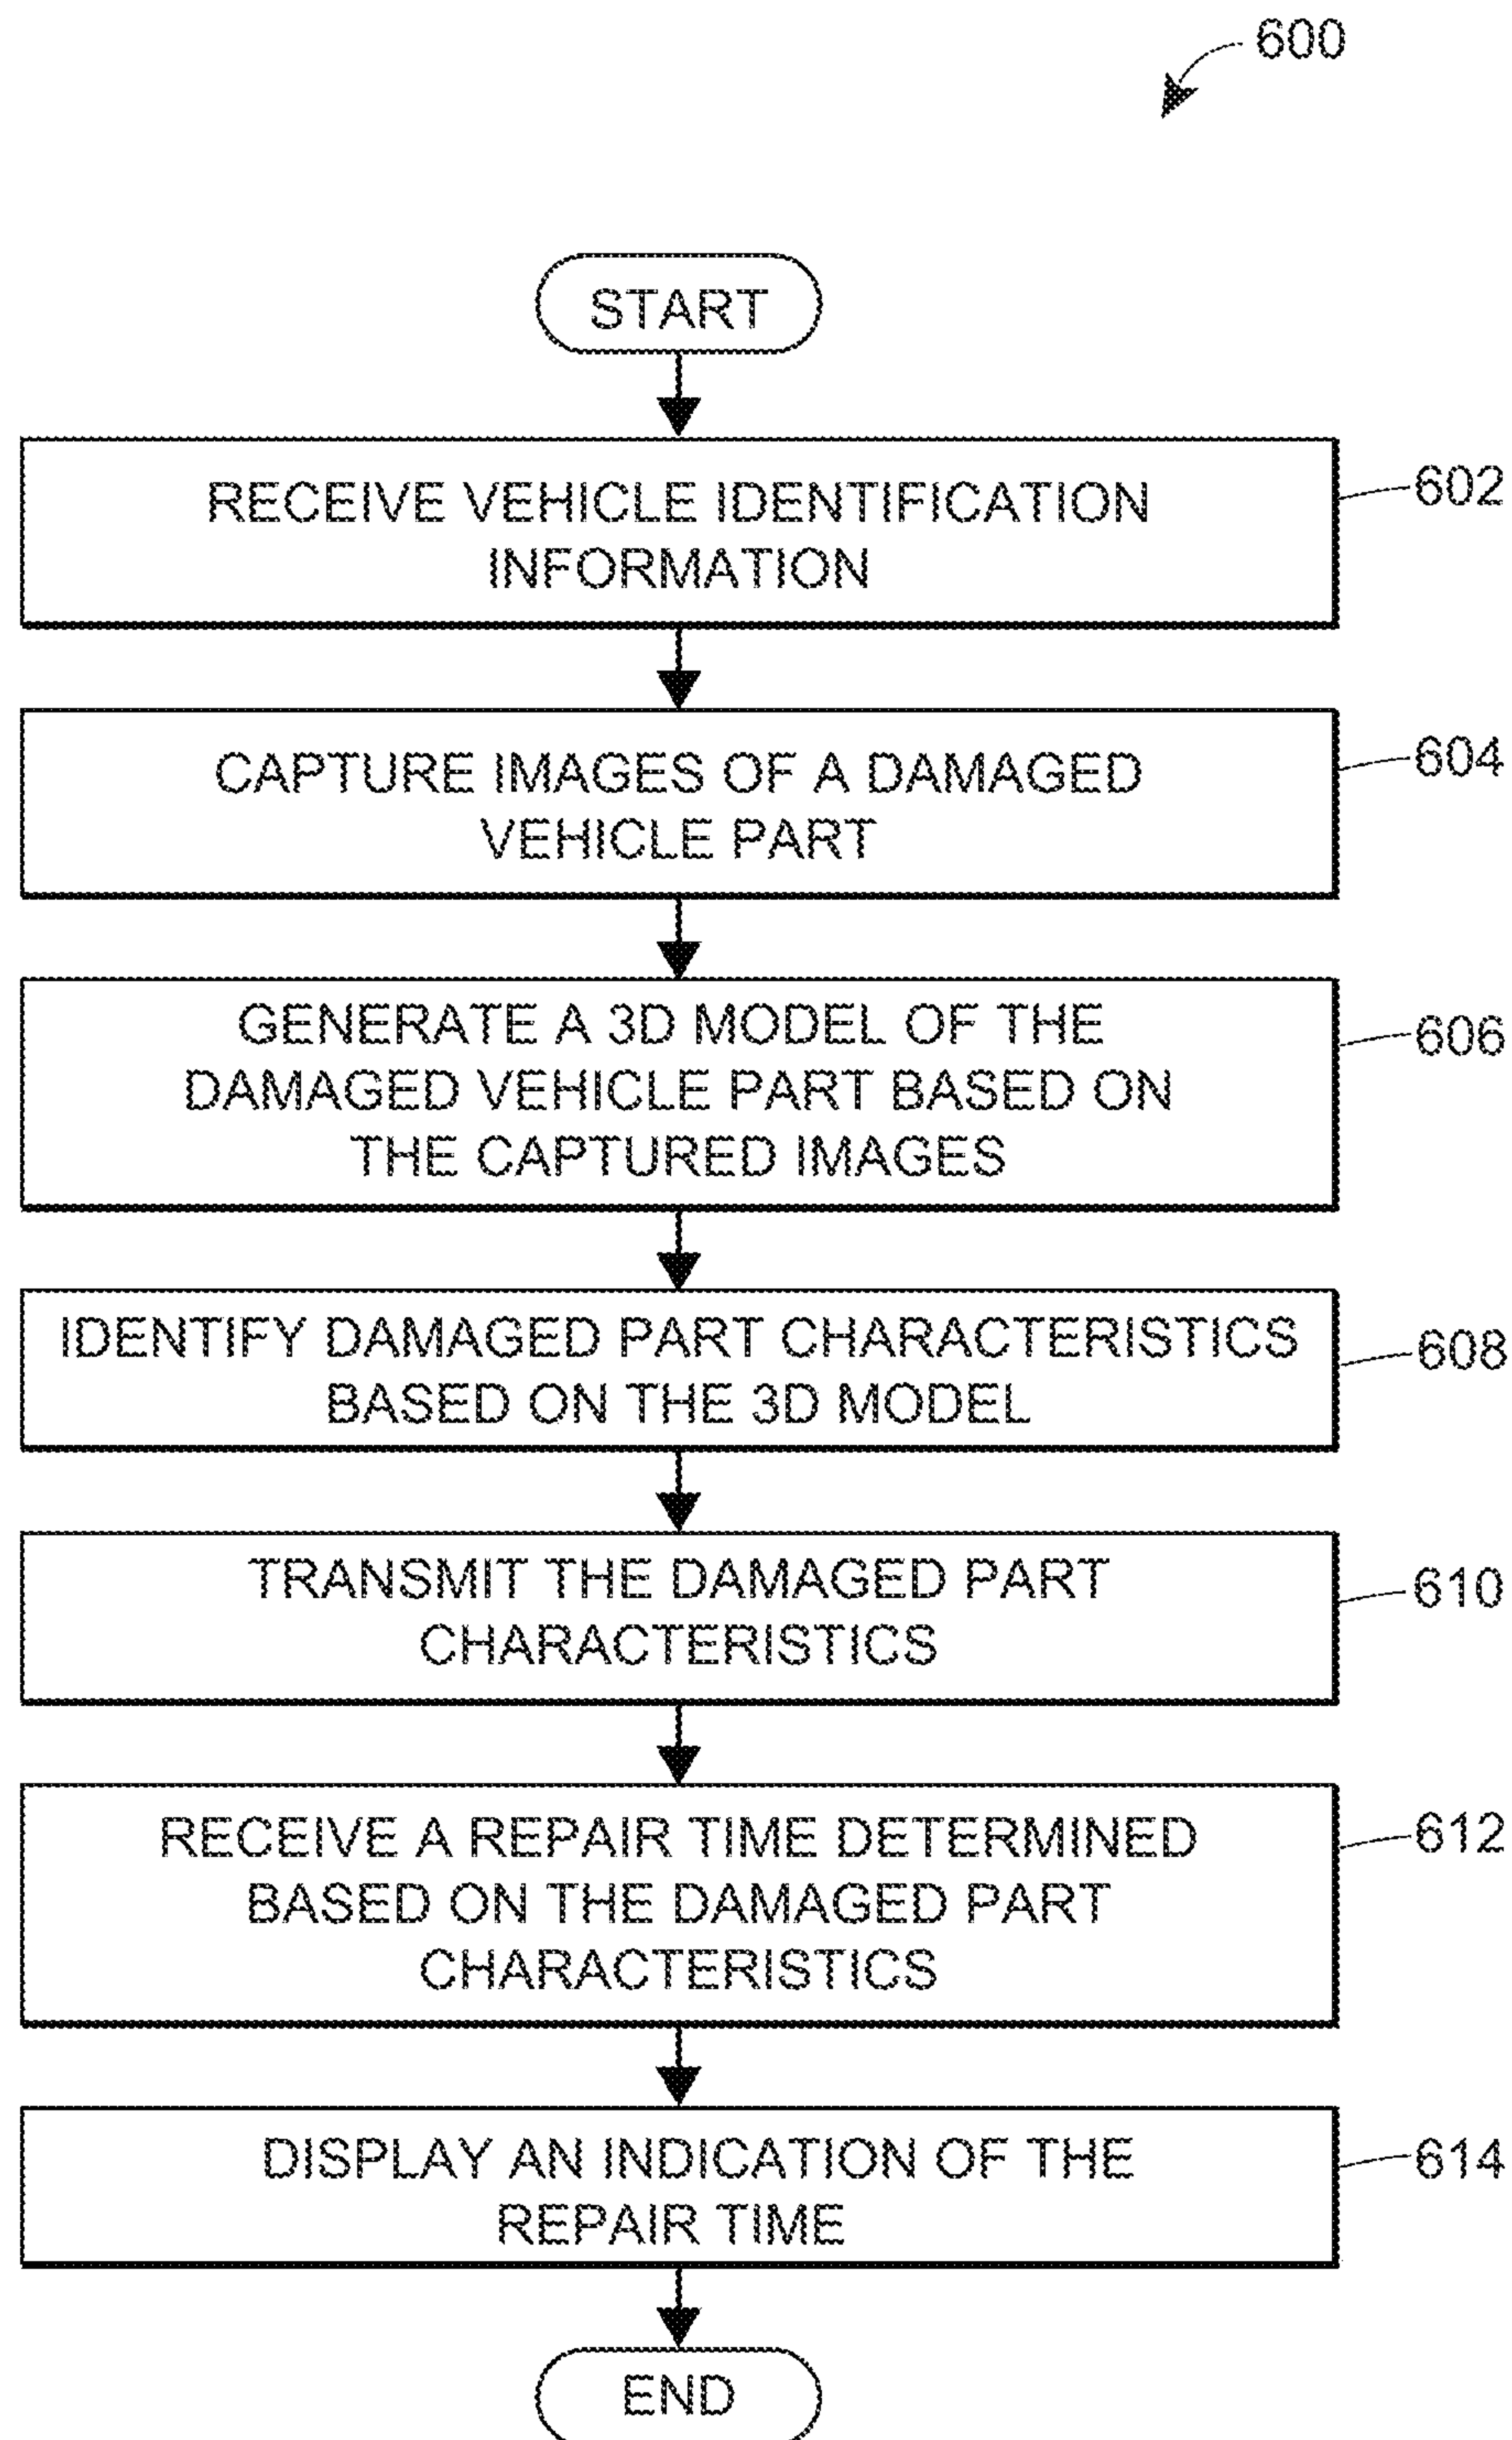 600
START
RECEIVE VEHICLE IDENTIFICATION
INFORMATION
602
CAPTURE IMAGES OF A DAMAGED
VEHICLE PART
604
GENERATE A 3D MODEL OF THE
DAMAGED VEHICLE PART BASED ON
THE CAPTURED IMAGES
606
IDENTIFY DAMAGED PART CHARACTERISTICS
BASED ON THE 3D MODEL
608
TRANSMIT THE DAMAGED PART
CHARACTERISTICS
610
RECEIVE A REPAIR TIME DETERMINED
BASED ON THE DAMAGED PART
CHARACTERISTICS
612
DISPLAY AN INDICATION OF THE
REPAIR TIME
614
END